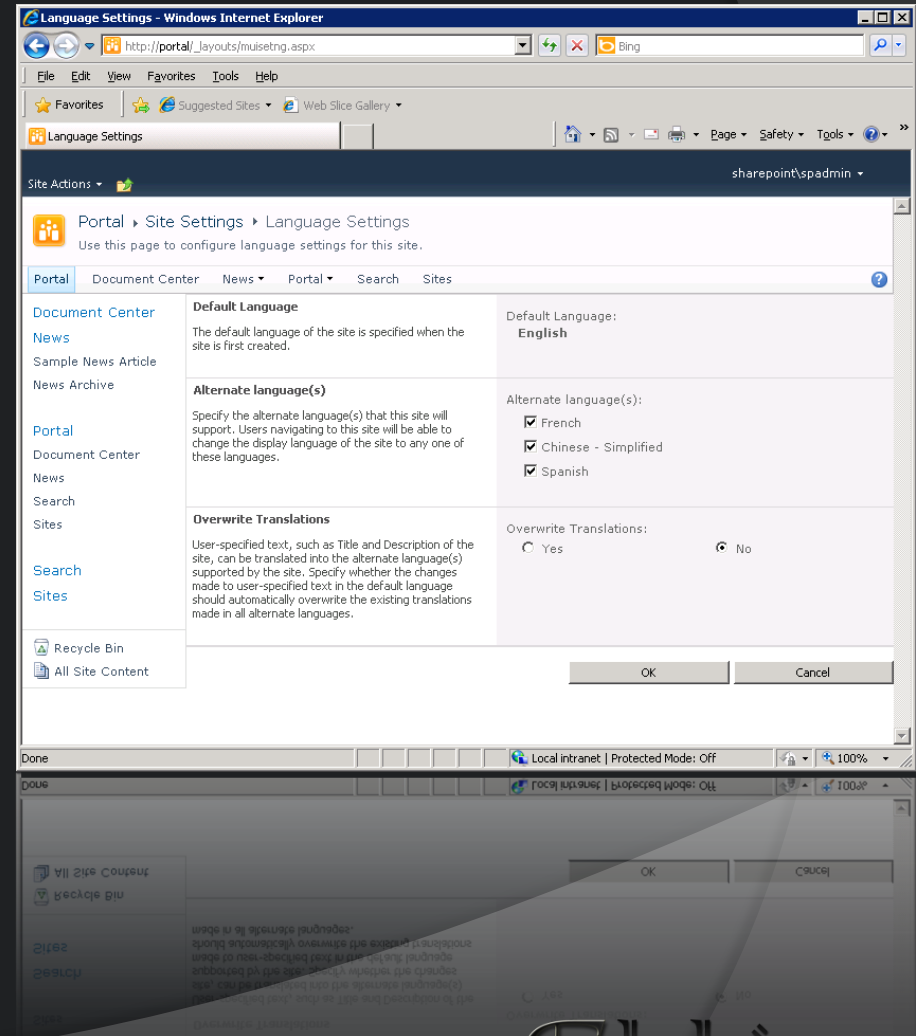 Language Settings - Windows Internet Explorer
http://portal/_layouts/muisetng.aspx
Bing
File Edit View Favorites Tools Help
Favorites Suggested Sites Web Slice Gallery
Language Settings
Page Safety Tools »
Site Actions
sharepoint\spadmin
Portal Site Settings Language Settings
Use this page to configure language settings for this site.
Portal Document Center News Portal Search Sites
Document Center
News
Sample News Article
News Archive
Portal
Document Center
News
Search
Sites
Search
Sites
Recycle Bin
All Site Content
Default Language
The default language of the site is specified when the
site is first created.
Default Language:
English
Alternate language(s)
Specify the alternate language(s) that this site will
support. Users navigating to this site will be able to
change the display language of the site to any one of
these languages.
Alternate language(s):
French
Chinese - Simplified
Spanish
Overwrite Translations
User-specified text, such as Title and Description of the
site, can be translated into the alternate language(s)
supported by the site. Specify whether the changes
made to user-specified text in the default language
should automatically overwrite the existing translations
made in all alternate languages.
Overwrite Translations:
Yes No
OK Cancel
Done
Local intranet | Protected Mode: Off
100%